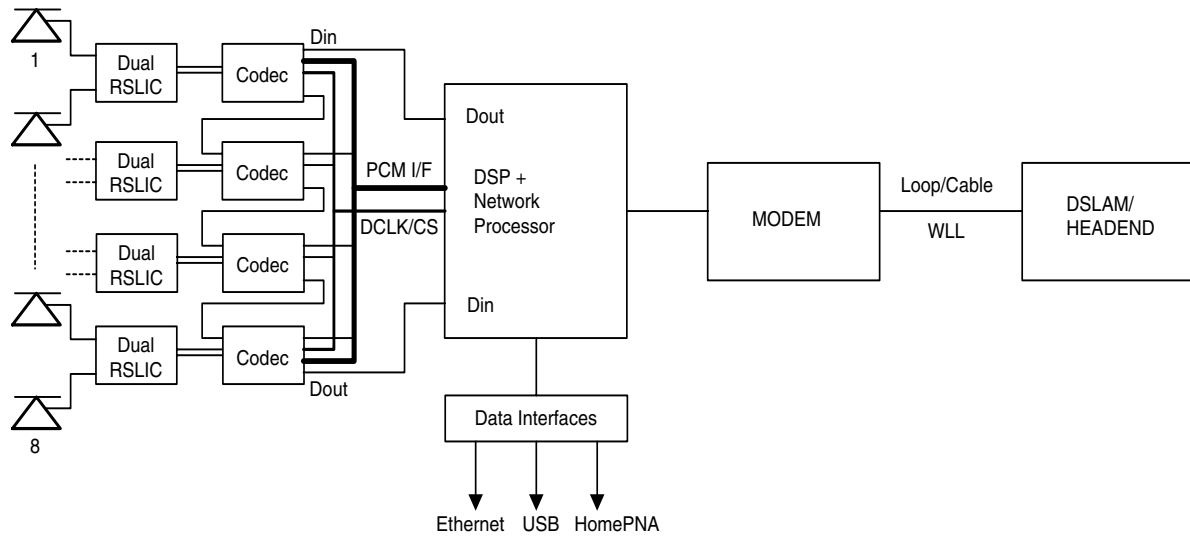 1
Dual
RSLIC
Codec
Din
Dual
RSLIC
Codec
Dual
RSLIC
Codec
Dual
RSLIC
Codec
Dout
8
PCM I/F
DCLK/CS
Dout
DSP +
Network
Processor
Din
MODEM
Loop/Cable
WLL
DSLAM/
HEADEND
Data Interfaces
Ethernet
USB
HomePNA